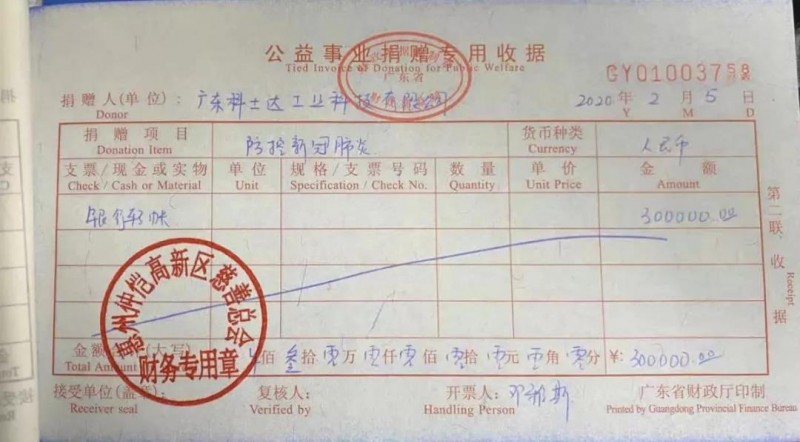 公益事业捐赠专用收据
Tied Invoice of Donation for Public Welfare
广东省
GY01003758
捐赠人(单位): 广东科士达工业科技有限公司 2020 年 2 月 5 日
Donor Y M D
捐赠项目 防控新冠肺炎 货币种类 人民币
Donation Item Currency
支票/现金或实物 单位 规格/支票号码 数量 单价 金额
Check / Cash or Material Unit Specification / Check No. Quantity Unit Price Amount
银行转帐 300000.00
惠州仲恺高新区慈善总会
财务专用章
金额 (大写) 佰 叁拾 零万 零仟 零佰 零拾 零元 零角 零分 ¥: 300000.00
Total Amount
接受单位(盖章): 复核人: 开票人: 广东省财政厅印制
Receiver seal Verified by Handling Person Printed by Guangdong Provincial Finance Bureau
第二联 收据
Receipt